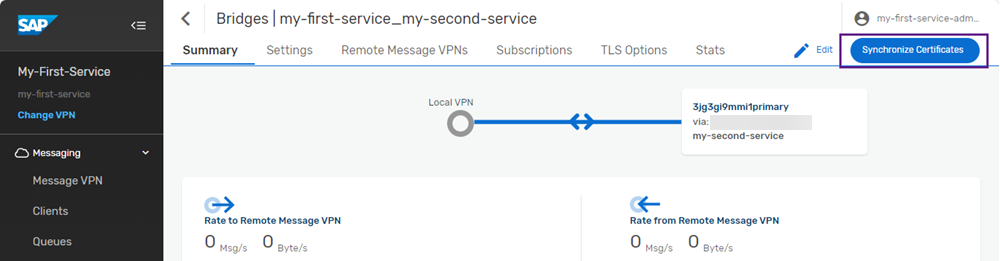 SAP
My-First-Service
my-first-service
Change VPN
Messaging
Message VPN
Clients
Queues
Bridges | my-first-service_my-second-service
my-first-service-adm...
Summary
Settings
Remote Message VPNs
Subscriptions
TLS Options
Stats
Edit
Synchronize Certificates
Local VPN
3jg3gi9mmi1primary
via:
my-second-service
Rate to Remote Message VPN
0 Msg/s 0 Byte/s
Rate from Remote Message VPN
0 Msg/s 0 Byte/s